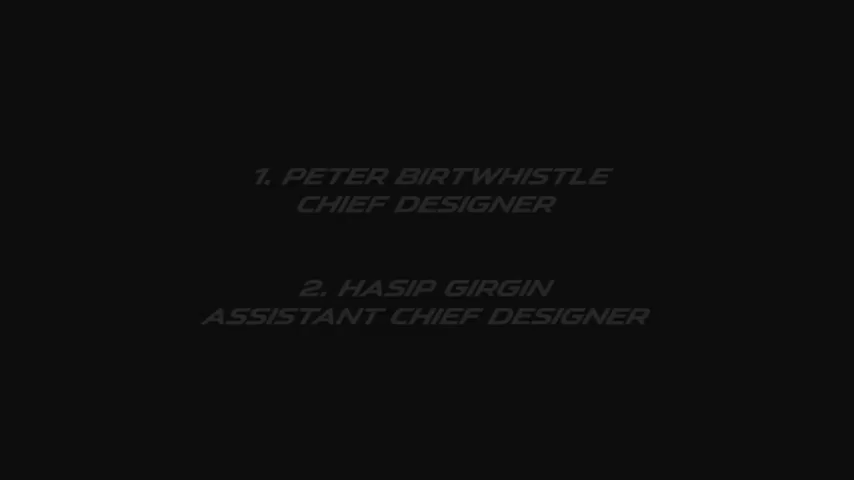 1. PETER BIRTWHISTLE
CHIEF DESIGNER
2. HASIP GIRGIN
ASSISTANT CHIEF DESIGNER